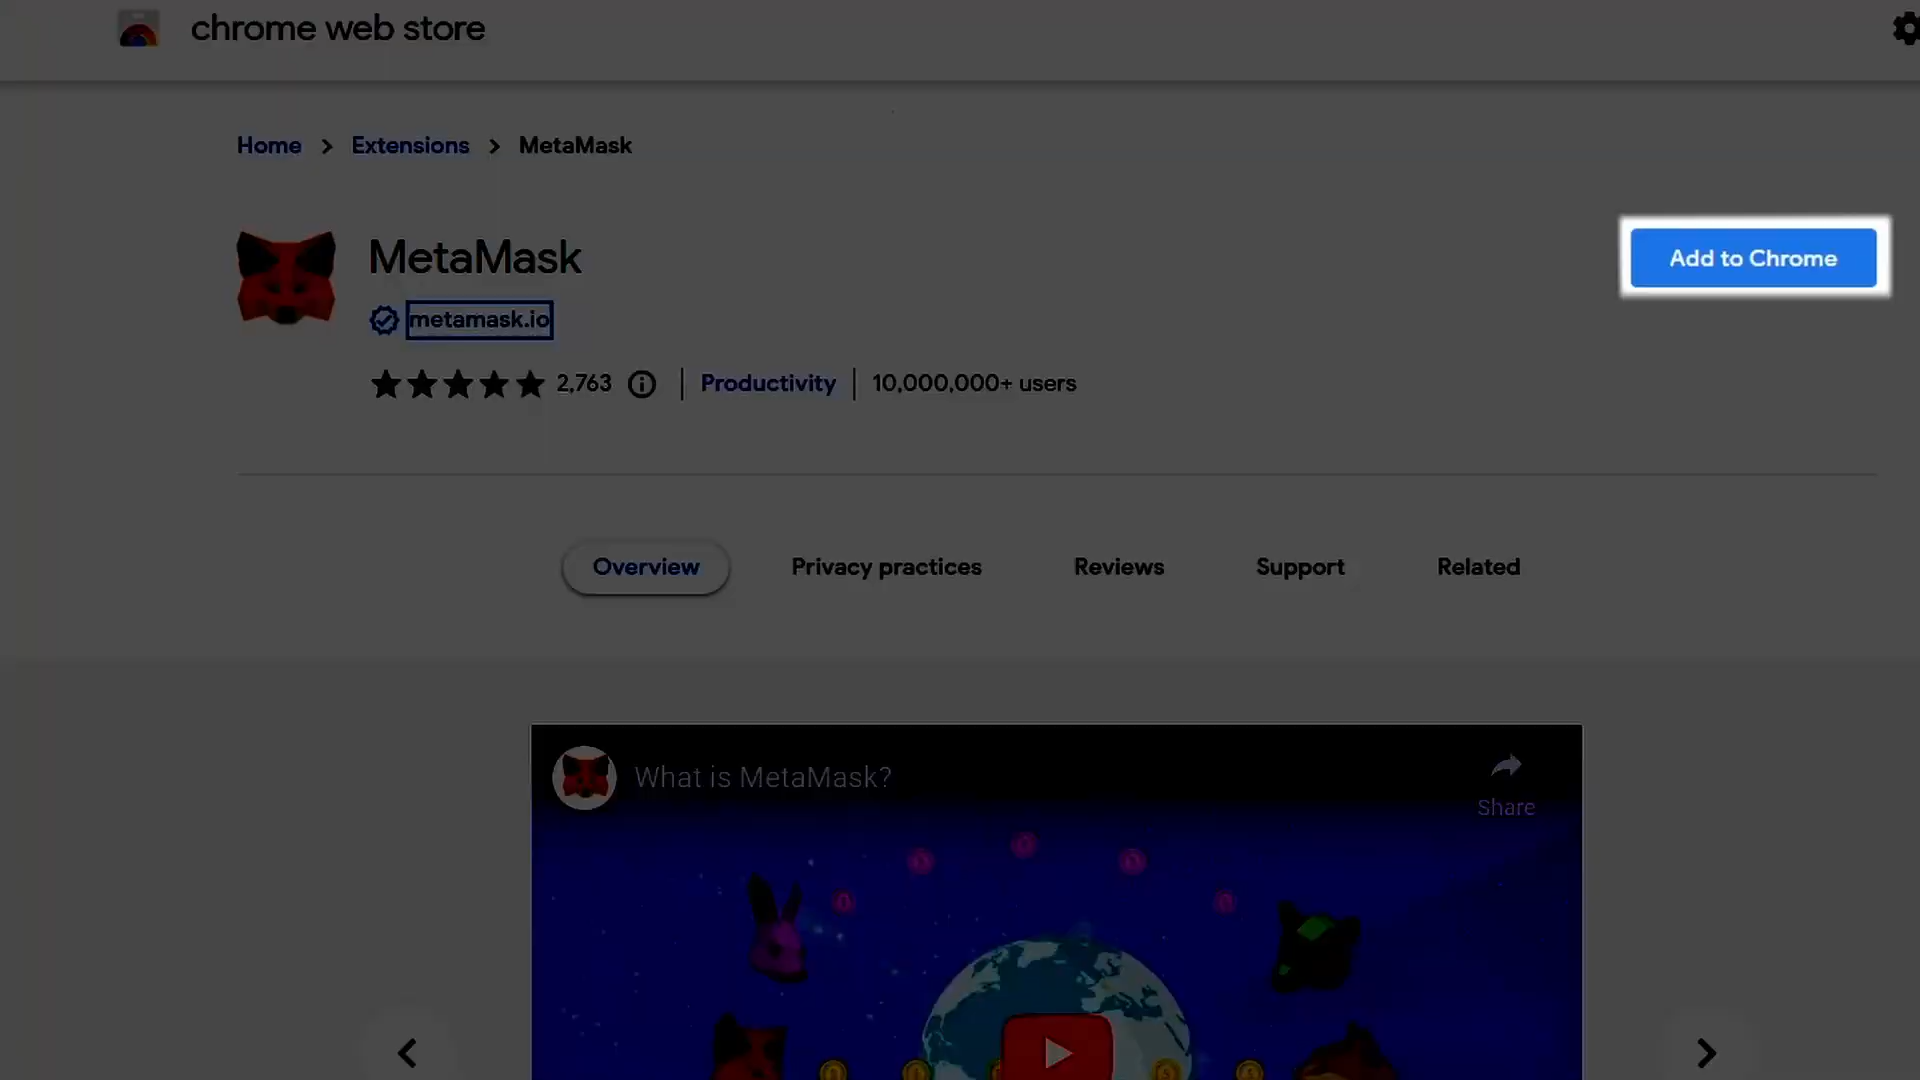 chrome web store
Home > Extensions > MetaMask
MetaMask
metamask.io
2,763 | Productivity | 10,000,000+ users
Add to Chrome
Overview
Privacy practices
Reviews
Support
Related
What is MetaMask?
Share